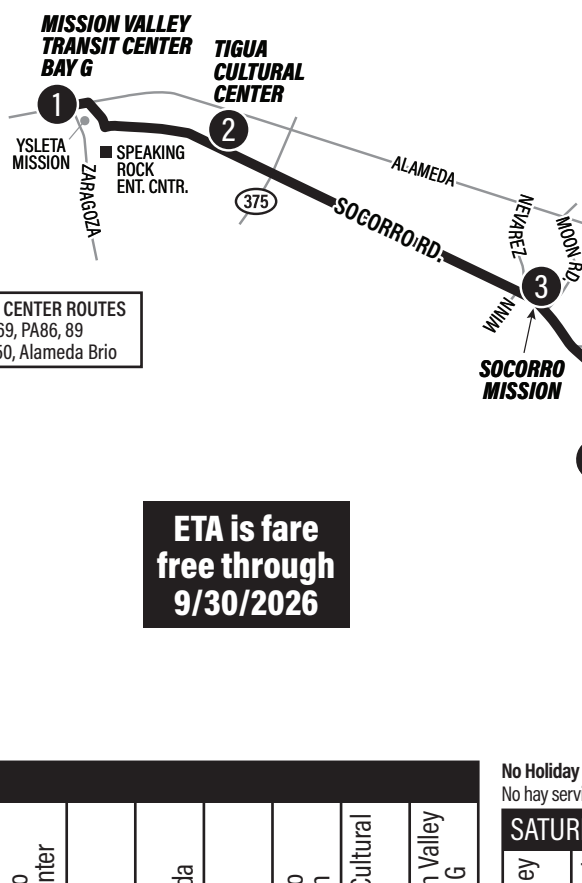 MISSION VALLEY
TRANSIT CENTER
BAY G
TIGUA
CULTURAL
CENTER
1
2
YSLETA
MISSION
SPEAKING
ROCK
ENT. CNTR.
ZARAGOZA
375
ALAMEDA
SOCORRO RD.
NEVAREZ
MOON RD.
WINN
3
SOCORRO
MISSION
CENTER ROUTES
69, PA86, 89
50, Alameda Brio
ETA is fare
free through
9/30/2026
Cultural
Valley
G
No Holiday
No hay servi
SATUR